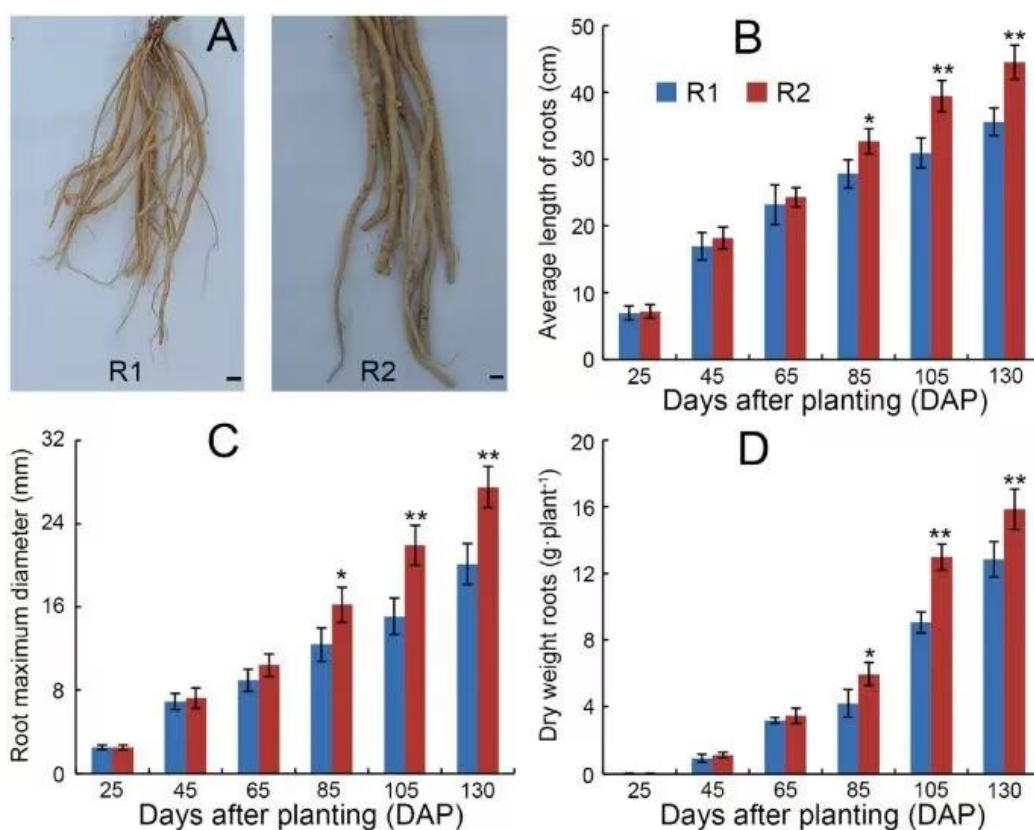 A
R1
R2
B
R1 R2
Average length of roots (cm)
50
40
30
20
10
0
* ** **
25 45 65 85 105 130
Days after planting (DAP)
C
Root maximum diameter (mm)
32
24
16
8
0
* ** **
25 45 65 85 105 130
Days after planting (DAP)
D
Dry weight roots (g·plant⁻¹)
20
16
12
8
4
0
* ** **
25 45 65 85 105 130
Days after planting (DAP)